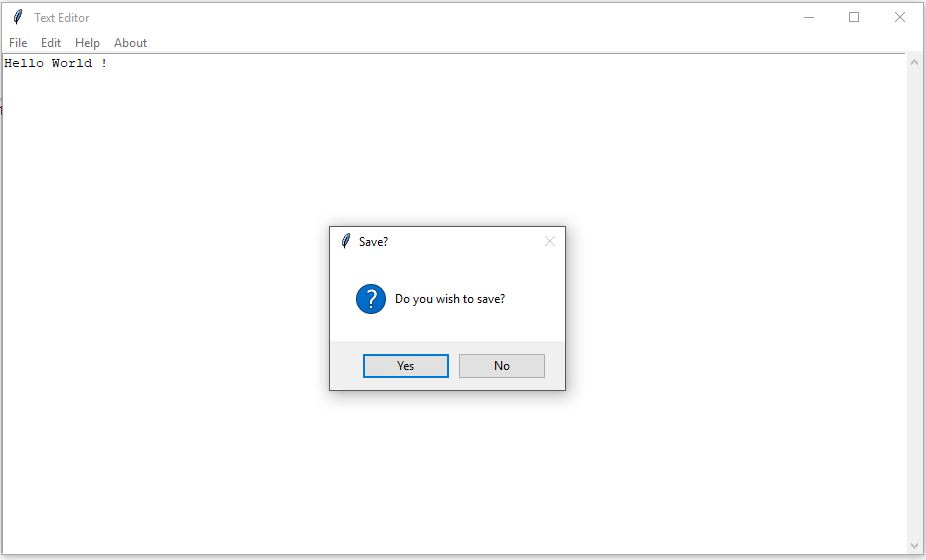 Text Editor
File Edit Help About
Hello World !
Save?
Do you wish to save?
Yes No